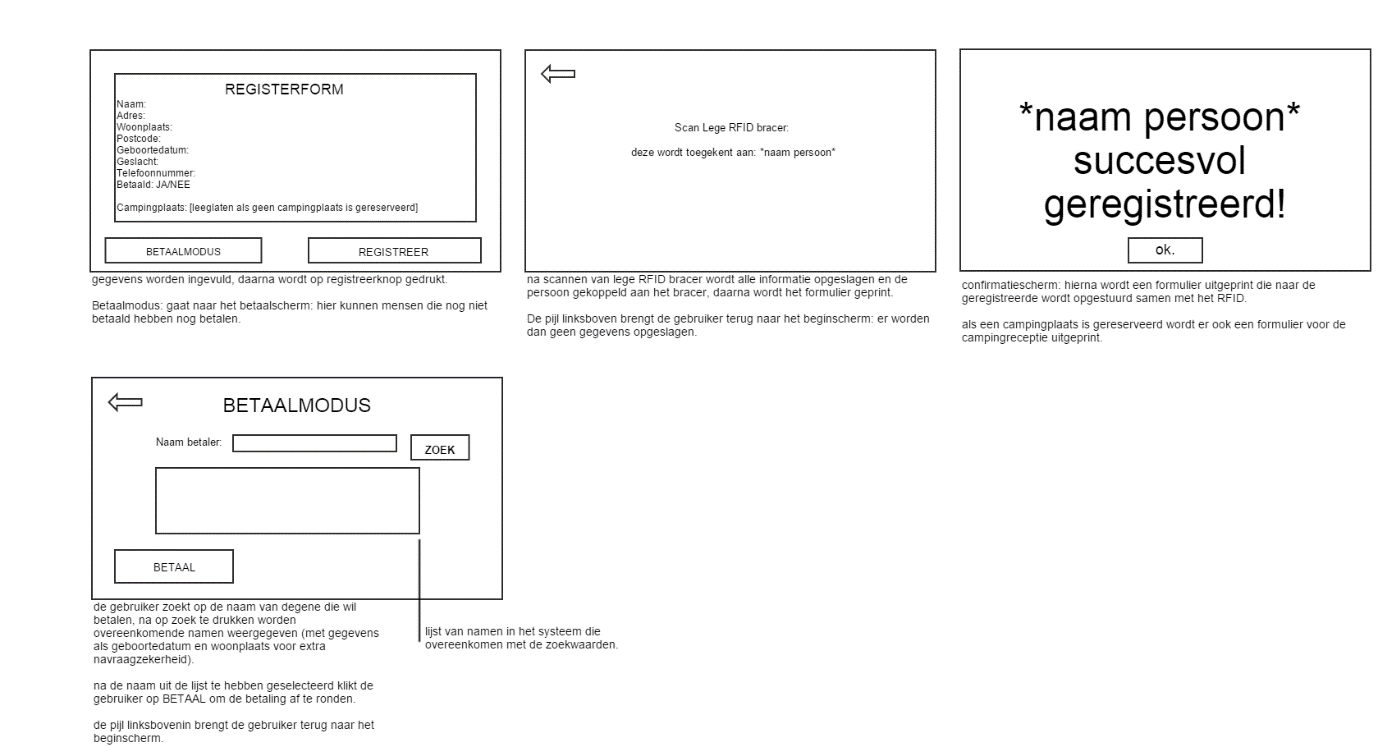 REGISTERFORM
Naam:
Adres:
Woonplaats:
Postcode:
Geboortedatum:
Geslacht:
Telefoonnummer:
Betaald: JA/NEE
Campingplaats: [leeglaten als geen campingplaats is gereserveerd]
BETAALMODUS
REGISTREER
gegevens worden ingevuld, daarna wordt op registreerknop gedrukt.
Betaalmodus: gaat naar het betaalscherm: hier kunnen mensen die nog niet
betaald hebben nog betalen.
Scan Lege RFID bracer:
deze wordt toegekent aan: *naam persoon*
na scannen van lege RFID bracer wordt alle informatie opgeslagen en de
persoon gekoppeld aan het bracer, daarna wordt het formulier geprint.
De pijl linksboven brengt de gebruiker terug naar het beginscherm: er worden
dan geen gegevens opgeslagen.
*naam persoon*
succesvol
geregistreerd!
ok.
confirmatiescherm: hierna wordt een formulier uitgeprint die naar de
geregistreerde wordt opgestuurd samen met het RFID.
als een campingplaats is gereserveerd wordt er ook een formulier voor de
campingreceptie uitgeprint.
BETAALMODUS
Naam betaler:
ZOEK
BETAAL
de gebruiker zoekt op de naam van degene die wil
betalen, na op zoek te drukken worden
overeenkomende namen weergegeven (met gegevens
als geboortedatum en woonplaats voor extra
navraagzekerheid).
na de naam uit de lijst te hebben geselecteerd klikt de
gebruiker op BETAAL om de betaling af te ronden.
de pijl linksbovenin brengt de gebruiker terug naar het
beginscherm.
lijst van namen in het systeem die
overeenkomen met de zoekwaarden.